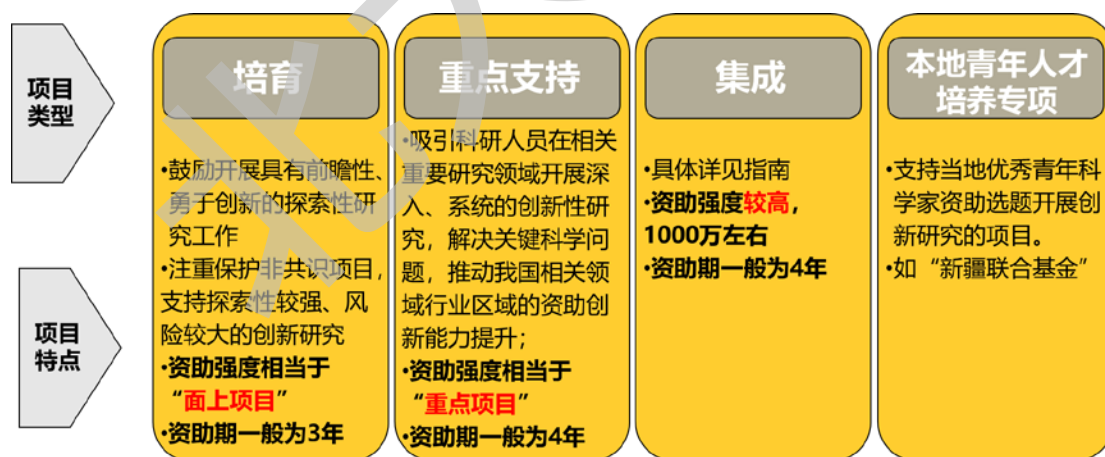 项目
类型
项目
特点
培育
•鼓励开展具有前瞻性、
勇于创新的探索性研
究工作
•注重保护非共识项目，
支持探索性较强、风
险较大的创新研究
•资助强度相当于
“面上项目”
•资助期一般为3年
重点支持
•吸引科研人员在相关
重要研究领域开展深
入、系统的创新性研
究，解决关键科学问
题，推动我国相关领
域行业区域的资助创
新能力提升；
•资助强度相当于
“重点项目”
•资助期一般为4年
集成
•具体详见指南
•资助强度较高，
1000万左右
•资助期一般为4年
本地青年人才
培养专项
•支持当地优秀青年科
学家资助选题开展创
新研究的项目。
•如“新疆联合基金”